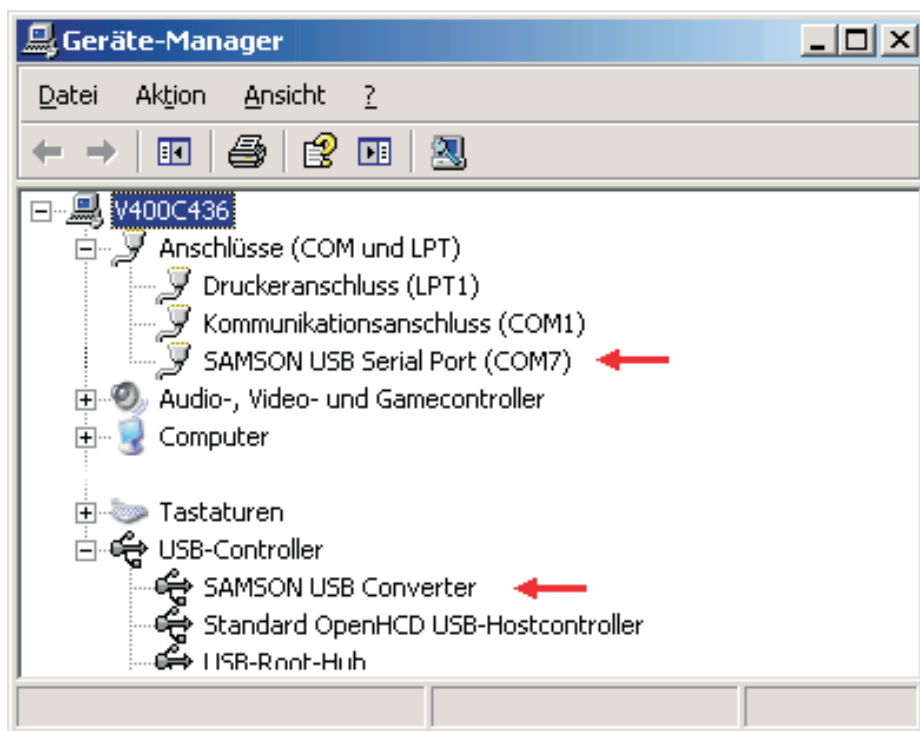 Geräte-Manager
Datei Aktion Ansicht ?
V400C436
Anschlüsse (COM und LPT)
Druckeranschluss (LPT1)
Kommunikationsanschluss (COM1)
SAMSON USB Serial Port (COM7)
Audio-, Video- und Gamecontroller
Computer
Tastaturen
USB-Controller
SAMSON USB Converter
Standard OpenHCD USB-Hostcontroller
USB-Root-Hub